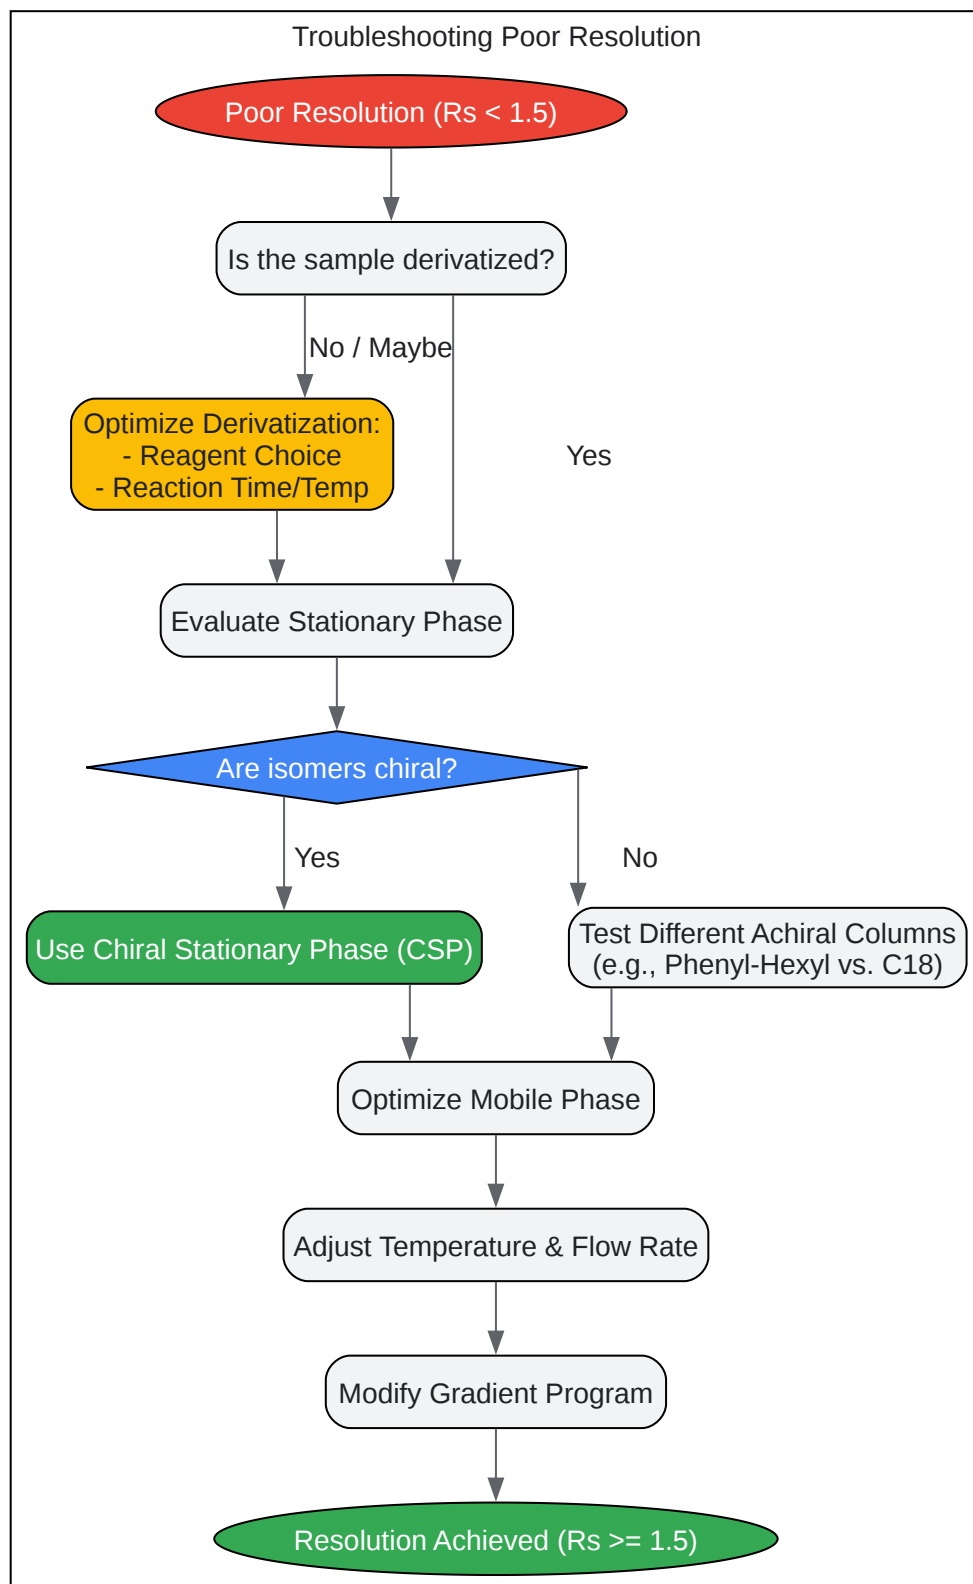 Troubleshooting Poor Resolution
Poor Resolution (Rs < 1.5)
Is the sample derivatized?
No / Maybe
Optimize Derivatization:
- Reagent Choice
- Reaction Time/Temp
Yes
Evaluate Stationary Phase
Are isomers chiral?
Yes
No
Use Chiral Stationary Phase (CSP)
Test Different Achiral Columns
(e.g., Phenyl-Hexyl vs. C18)
Optimize Mobile Phase
Adjust Temperature & Flow Rate
Modify Gradient Program
Resolution Achieved (Rs >= 1.5)